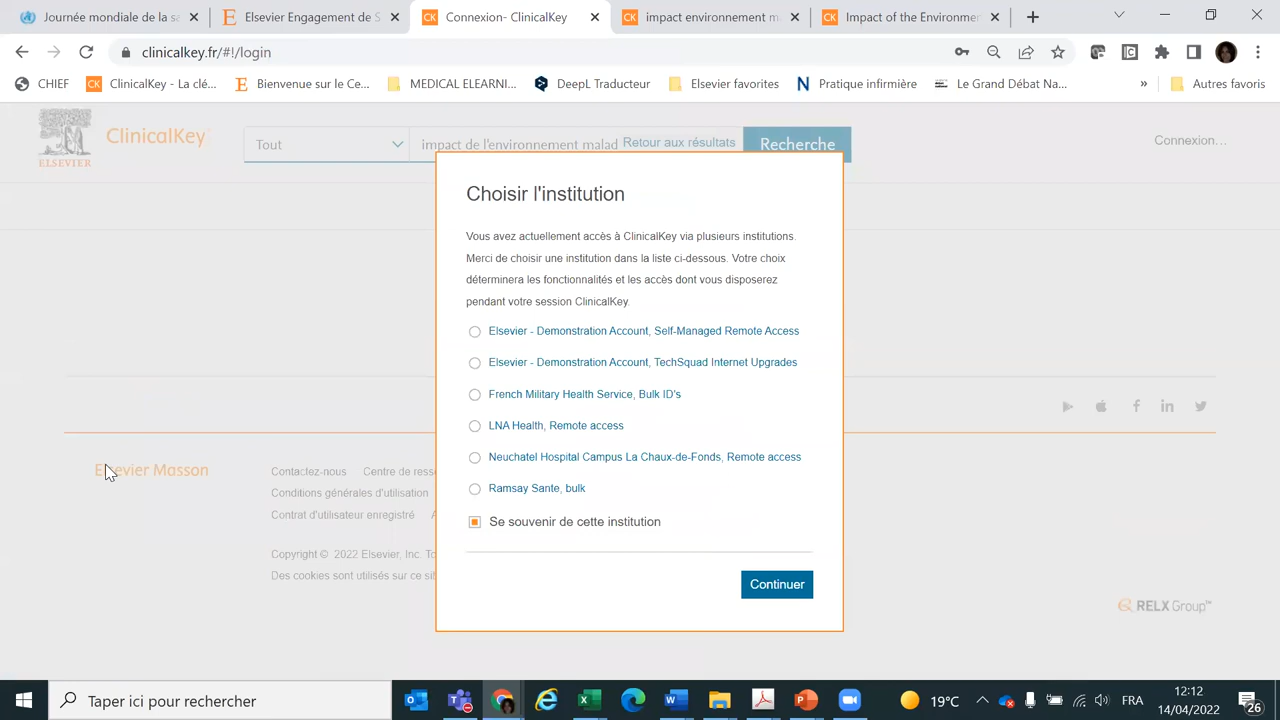 Journée mondiale de la sa
Elsevier Engagement de S
Connexion- ClinicalKey
impact environnement m
Impact of the Environme
clinicalkey.fr/#!/login
CHIEF
ClinicalKey - La clé...
Bienvenue sur le Ce...
MEDICAL ELEARNI...
DeepL Traducteur
Elsevier favorites
Pratique infirmière
Le Grand Débat Na...
»
Autres favoris
ELSEVIER
ClinicalKey
Tout
impact de l'environnement malad
Retour aux résultats
Recherche
Connexion...
Choisir l'institution
Vous avez actuellement accès à ClinicalKey via plusieurs institutions.
Merci de choisir une institution dans la liste ci-dessous. Votre choix
déterminera les fonctionnalités et les accès dont vous disposerez
pendant votre session ClinicalKey.
Elsevier - Demonstration Account, Self-Managed Remote Access
Elsevier - Demonstration Account, TechSquad Internet Upgrades
French Military Health Service, Bulk ID's
LNA Health, Remote access
Neuchatel Hospital Campus La Chaux-de-Fonds, Remote access
Ramsay Sante, bulk
Se souvenir de cette institution
Continuer
Elsevier Masson
Contactez-nous
Centre de resse
Conditions générales d'utilisation
Contrat d'utilisateur enregistré
Copyright © 2022 Elsevier, Inc. To
Des cookies sont utilisés sur ce sit
RELX Group™
Taper ici pour rechercher
19°C
FRA
12:12
14/04/2022
26